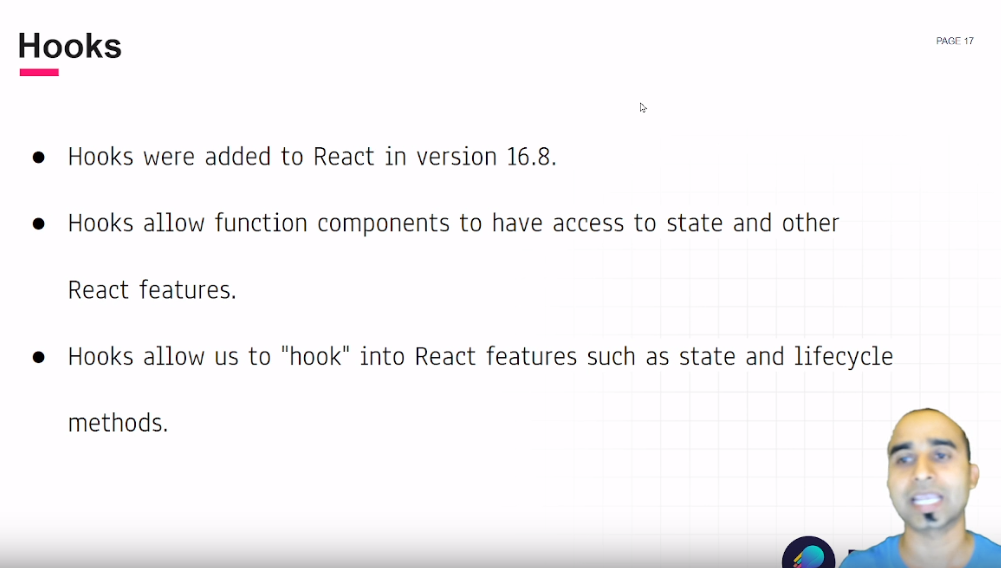 Hooks
PAGE 17
● Hooks were added to React in version 16.8.
● Hooks allow function components to have access to state and other
React features.
● Hooks allow us to "hook" into React features such as state and lifecycle
methods.